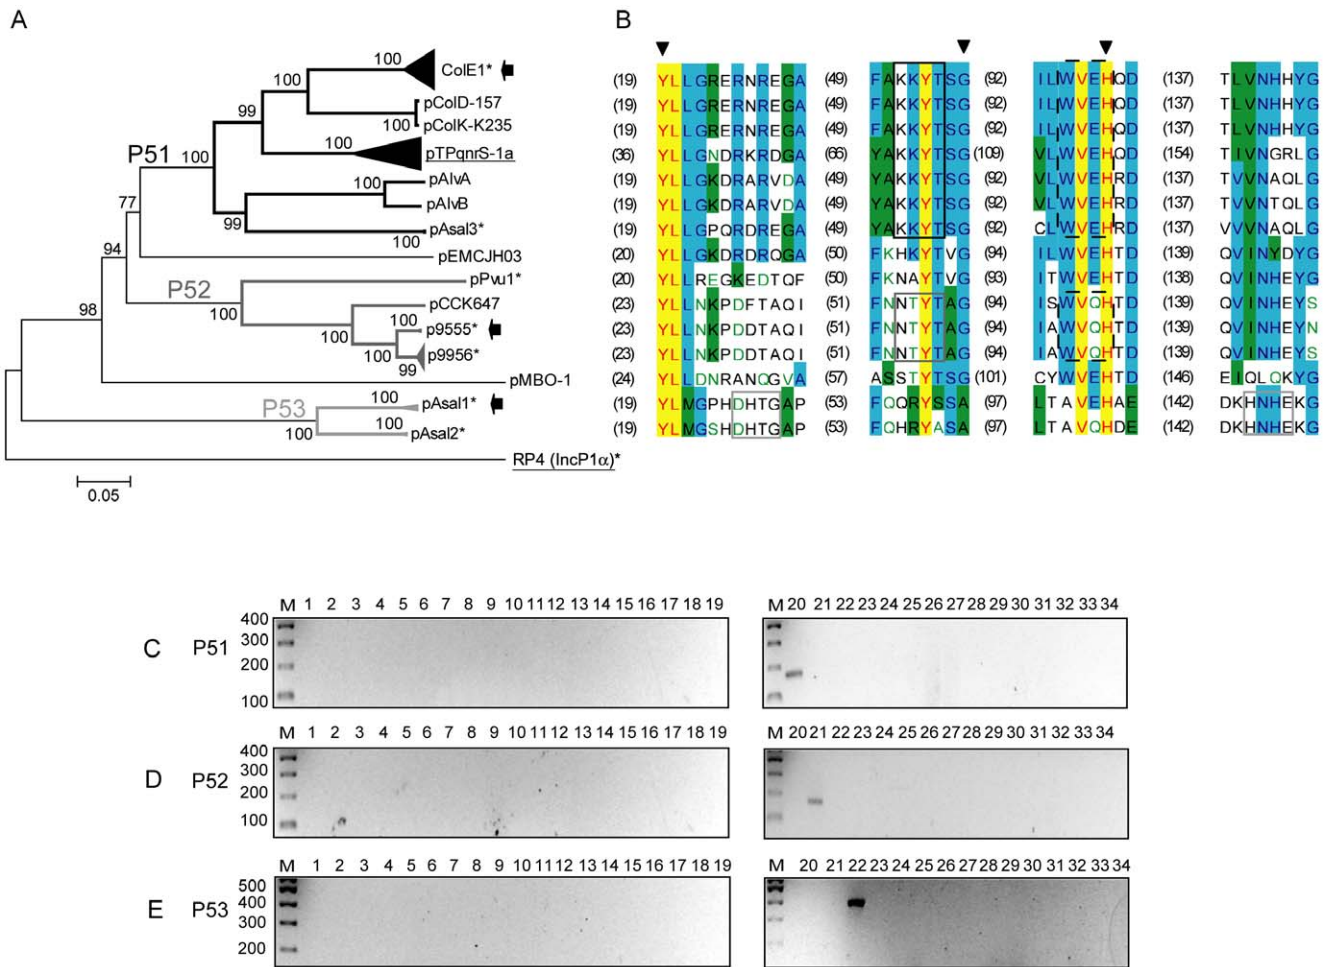 A
B
100
ColE1*
100
pColD-157
99
100
pColK-K235
100
pTPqnrS-1a
P51
100
100
pAlvA
pAlvB
77
99
100
pAsal3*
94
pEMCJH03
P52
pPvu1*
98
100
pCCK647
100
p9555*
100
100
p9956*
99
pMBO-1
P53
100
pAsal1*
100
100
pAsal2*
RP4 (IncP1α)*
0.05
(19) YLLGRERNREGA (49) FAKKYTSG (92) ILWVEHQD (137) TLVNHHYG
(19) YLLGRERNREGA (49) FAKKYTSG (92) ILWVEHQD (137) TLVNHHYG
(19) YLLGRERNREGA (49) FAKKYTSG (92) ILWVEHQD (137) TLVNHHYG
(36) YLLGNDRKRDGA (66) YAKKYTSG (109) VLWVEHQD (154) TIVNGRLG
(19) YLLGKDRARVDA (49) YAKKYTSG (92) VLWVEHRD (137) TVVNAQLG
(19) YLLGKDRARVDA (49) YAKKYTSG (92) VLWVEHRD (137) TVVNTQLG
(19) YLLGPQRDREGA (49) YAKKYTSG (92) CLWVEHRD (137) VVVNAQLG
(20) YLLGKDRDRQGA (50) FKHKYTVG (94) ILWVEHTD (139) QVINYDYG
(20) YLLREGKEDTQF (50) FKNAYTVG (93) ITWVEHTD (138) QVINHEYG
(23) YLLNKPDFTAQI (51) FNNTYTAG (94) ISWVQHTD (139) QVINHEYS
(23) YLLNKPDDTAQI (51) FNNTYTAG (94) IAWVQHTD (139) QVINHEYN
(23) YLLNKPDDTAQI (51) FNNTYTAG (94) IAWVQHTD (139) QVINHEYS
(24) YLLDNRANQGVA (57) ASSTYTSG (101) CYWVEHTD (146) EIQLQKYG
(19) YLMGPHDHTGAP (53) FQQRYSSA (97) LTAVEHAE (142) DKHNHEKG
(19) YLMGSHDHTGAP (53) FQHRYASA (97) LTAVQHDE (142) DKHNHEKG
M 1 2 3 4 5 6 7 8 9 10 11 12 13 14 15 16 17 18 19
M 20 21 22 23 24 25 26 27 28 29 30 31 32 33 34
C P51
400
300
200
100
M 1 2 3 4 5 6 7 8 9 10 11 12 13 14 15 16 17 18 19
M 20 21 22 23 24 25 26 27 28 29 30 31 32 33 34
D P52
400
300
200
100
M 1 2 3 4 5 6 7 8 9 10 11 12 13 14 15 16 17 18 19
M 20 21 22 23 24 25 26 27 28 29 30 31 32 33 34
E P53
500
400
300
200